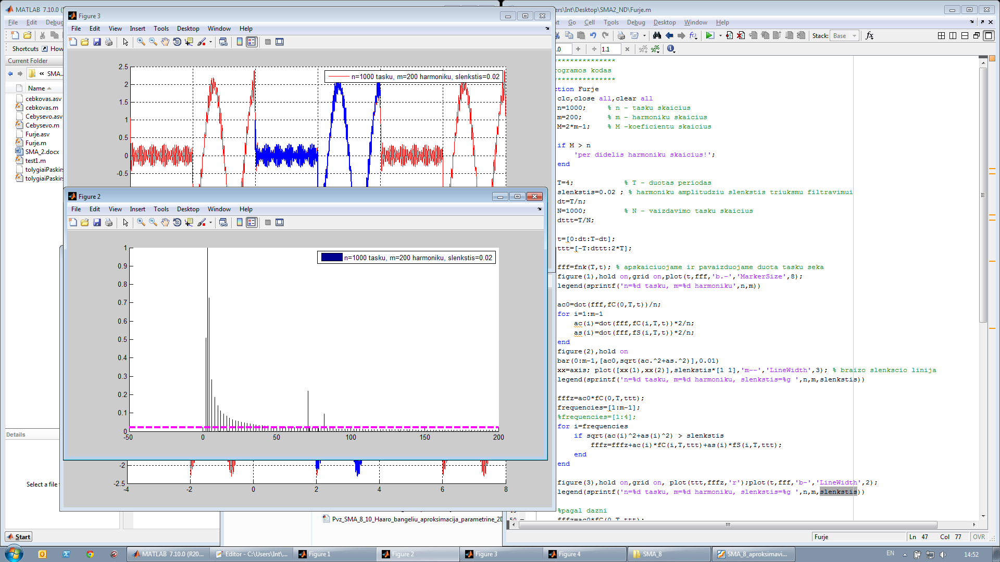 MATLAB 7.10.0 (R
File Edit Debug
Shortcuts How
Current Folder
« SMA...
Name
cebkovas.asv
cebkovas.m
Cebysevo.asv
Cebysevo.m
Furje.asv
Furje.m
SMA_2.docx
test1.m
tolygiaiPaskirs
tolygiaiPaskirs
Details
Select a file
Start
Figure 3
File Edit View Insert Tools Desktop Window Help
2.5
2
1.5
1
0.5
0
-0.5
n=1000 tasku, m=200 harmoniku, slenkstis=0.02
Figure 2
File Edit View Insert Tools Desktop Window Help
1
0.9
0.8
0.7
0.6
0.5
0.4
0.3
0.2
0.1
0
-50 0 50 100 150 200
n=1000 tasku, m=200 harmoniku, slenkstis=0.02
-2
-2.5
-4 -2 0 2 4 6 8
Pvz_SMA_8_10_Haaro_bangeliu_aproksimacija_parametrine_2D
ers\Int\Desktop\SMA2_ND\Furje.m
xt Go Cell Tools Debug Desktop Window Help
Stack: Base
fx
.0 + ÷ 1.1 ×
***************
ogramos kodas
***************
ction Furje
clc,close all,clear all
n=1000; % n - tasku skaicius
m=200; % m - harmoniku skaicius
M=2*m-1; % M -koeficientu skaicius
if M > n
'per didelis harmoniku skaicius!';
end
T=4; % T - duotas periodas
slenkstis=0.02 ; % harmoniku amplitudziu slenkstis triuksmu filtravimui
dt=T/n;
N=1000; % N - vaizdavimo tasku skaicius
dttt=T/N;
t=[0:dt:T-dt];
ttt=[-T:dttt:2*T];
fff=fnk(T,t); % apskaiciuojame ir pavaizduojame duota tasku seka
figure(1),hold on,grid on,plot(t,fff,'b.-','MarkerSize',8);
legend(sprintf('n=%d tasku, m=%d harmoniku',n,m))
ac0=dot(fff,fC(0,T,t))/n;
for i=1:m-1
ac(i)=dot(fff,fC(i,T,t))*2/n;
as(i)=dot(fff,fS(i,T,t))*2/n;
end
figure(2),hold on
bar(0:m-1,[ac0,sqrt(ac.^2+as.^2)],0.01)
xx=axis; plot([xx(1),xx(2)],slenkstis*[1 1],'m--','LineWidth',3); % braizo slenkscio linija
legend(sprintf('n=%d tasku, m=%d harmoniku, slenkstis=%g ',n,m,slenkstis))
fffz=ac0*fC(0,T,ttt);
frequencies=[1:m-1];
%frequencies=[1:4];
for i=frequencies
if sqrt(ac(i)^2+as(i)^2) > slenkstis
fffz=fffz+ac(i)*fC(i,T,ttt)+as(i)*fS(i,T,ttt);
end
end
figure(3),hold on,grid on, plot(ttt,fffz,'r');plot(t,fff,'b-','LineWidth',2);
legend(sprintf('n=%d tasku, m=%d harmoniku, slenkstis=%g ',n,m,slenkstis))
%pagal dazni
50 fffz=ac0*fC(0,T,ttt);
Furje Ln 47 Col 77 OVR
MATLAB 7.10.0 (R20... Editor - C:\Users\Int\... Figure 1 Figure 2 Figure 3 Figure 4 SMA_8 SMA_8_aproksimavi... EN 14:52